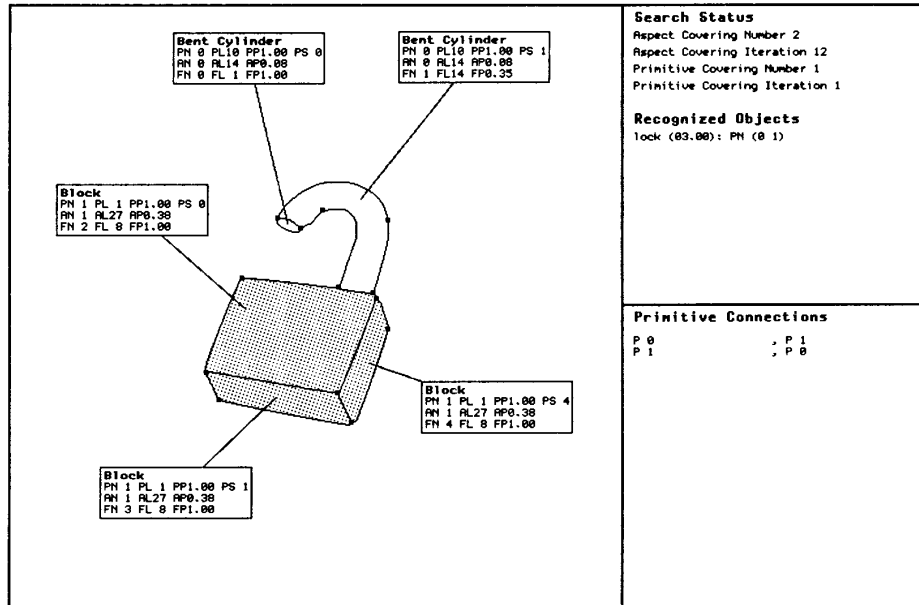 Bent Cylinder
PN 0 PL10 PP1.00 PS 0
AN 0 AL14 AP0.08
FN 0 FL 1 FP1.00
Bent Cylinder
PN 0 PL10 PP1.00 PS 1
AN 0 AL14 AP0.08
FN 1 FL14 FP0.35
Block
PN 1 PL 1 PP1.00 PS 0
AN 1 AL27 AP0.38
FN 2 FL 8 FP1.00
Block
PN 1 PL 1 PP1.00 PS 4
AN 1 AL27 AP0.38
FN 4 FL 8 FP1.00
Block
PN 1 PL 1 PP1.00 PS 1
AN 1 AL27 AP0.38
FN 3 FL 8 FP1.00
Search Status
Aspect Covering Number 2
Aspect Covering Iteration 12
Primitive Covering Number 1
Primitive Covering Iteration 1
Recognized Objects
lock (03.00): PN (0 1)
Primitive Connections
P 0 , P 1
P 1 , P 0